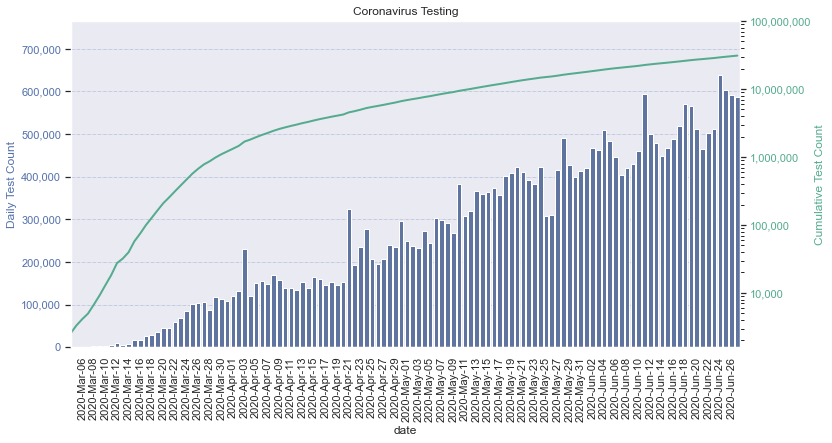 Coronavirus Testing
Daily Test Count
700,000
600,000
500,000
400,000
300,000
200,000
100,000
0
100,000,000
10,000,000
1,000,000
100,000
10,000
Cumulative Test Count
2020-Mar-06
2020-Mar-08
2020-Mar-10
2020-Mar-12
2020-Mar-14
2020-Mar-16
2020-Mar-18
2020-Mar-20
2020-Mar-22
2020-Mar-24
2020-Mar-26
2020-Mar-28
2020-Mar-30
2020-Apr-01
2020-Apr-03
2020-Apr-05
2020-Apr-07
2020-Apr-09
2020-Apr-11
2020-Apr-13
2020-Apr-15
2020-Apr-17
2020-Apr-19
2020-Apr-21
2020-Apr-23
2020-Apr-25
2020-Apr-27
2020-Apr-29
2020-May-01
2020-May-03
2020-May-05
2020-May-07
2020-May-09
2020-May-11
2020-May-13
2020-May-15
2020-May-17
2020-May-19
2020-May-21
2020-May-23
2020-May-25
2020-May-27
2020-May-29
2020-May-31
2020-Jun-02
2020-Jun-04
2020-Jun-06
2020-Jun-08
2020-Jun-10
2020-Jun-12
2020-Jun-14
2020-Jun-16
2020-Jun-18
2020-Jun-20
2020-Jun-22
2020-Jun-24
2020-Jun-26
date